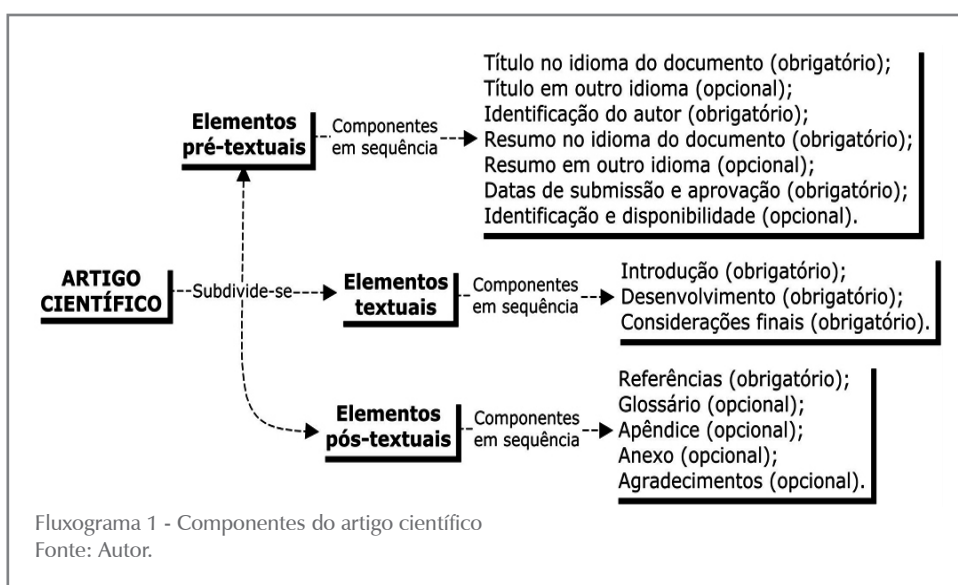 Título no idioma do documento (obrigatório);
Título em outro idioma (opcional);
Identificação do autor (obrigatório);
Resumo no idioma do documento (obrigatório);
Resumo em outro idioma (opcional);
Datas de submissão e aprovação (obrigatório);
Identificação e disponibilidade (opcional).
Elementos
pré-textuais
Componentes
em sequência
ARTIGO
CIENTÍFICO
Subdivide-se
Elementos
textuais
Componentes
em sequência
Introdução (obrigatório);
Desenvolvimento (obrigatório);
Considerações finais (obrigatório).
Elementos
pós-textuais
Componentes
em sequência
Referências (obrigatório);
Glossário (opcional);
Apêndice (opcional);
Anexo (opcional);
Agradecimentos (opcional).
Fluxograma 1 - Componentes do artigo científico
Fonte: Autor.